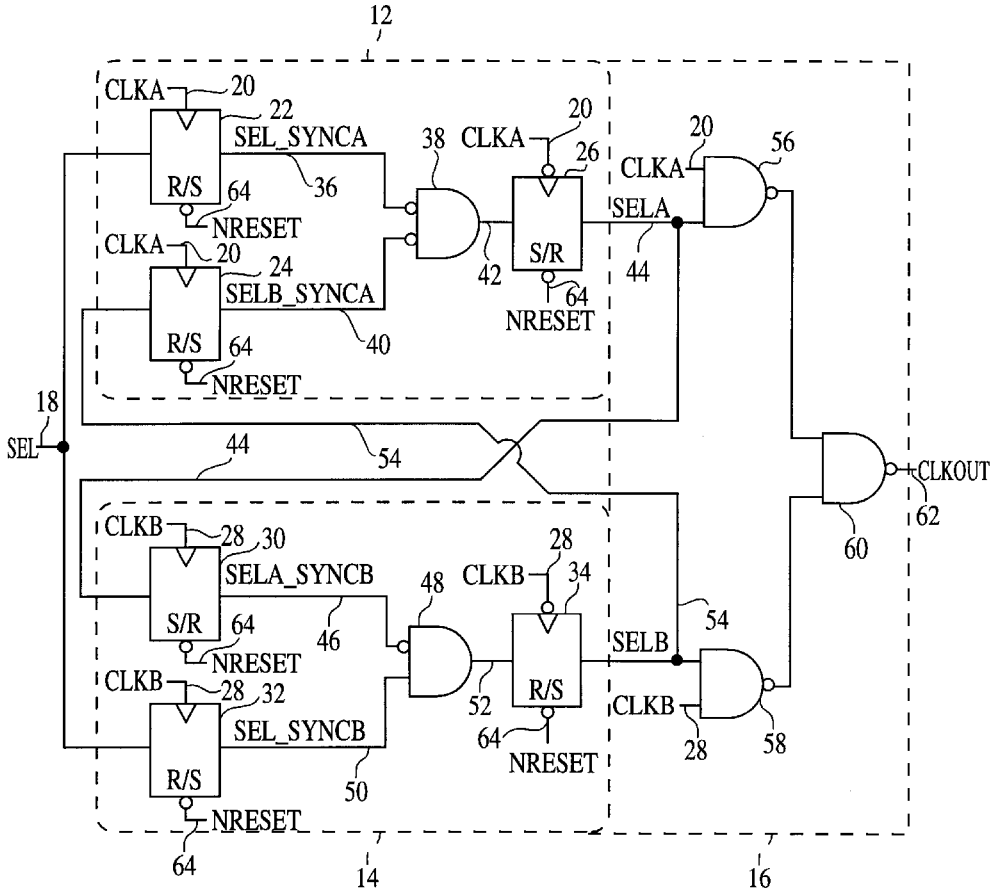 12
CLKA 20
22
SEL_SYNCA
36
R/S
64
NRESET
38
CLKA 20
26
S/R
64
NRESET
42
SELA
44
20
CLKA
56
CLKA 20
24
SELB_SYNCA
40
R/S
64
NRESET
18
SEL
54
44
CLKOUT
62
60
CLKB
28
30
SELA_SYNCB
46
S/R
64
NRESET
48
CLKB
28
34
R/S
64
NRESET
52
SELB
54
CLKB
28
58
CLKB
28
32
SEL_SYNCB
50
R/S
NRESET
64
14
16